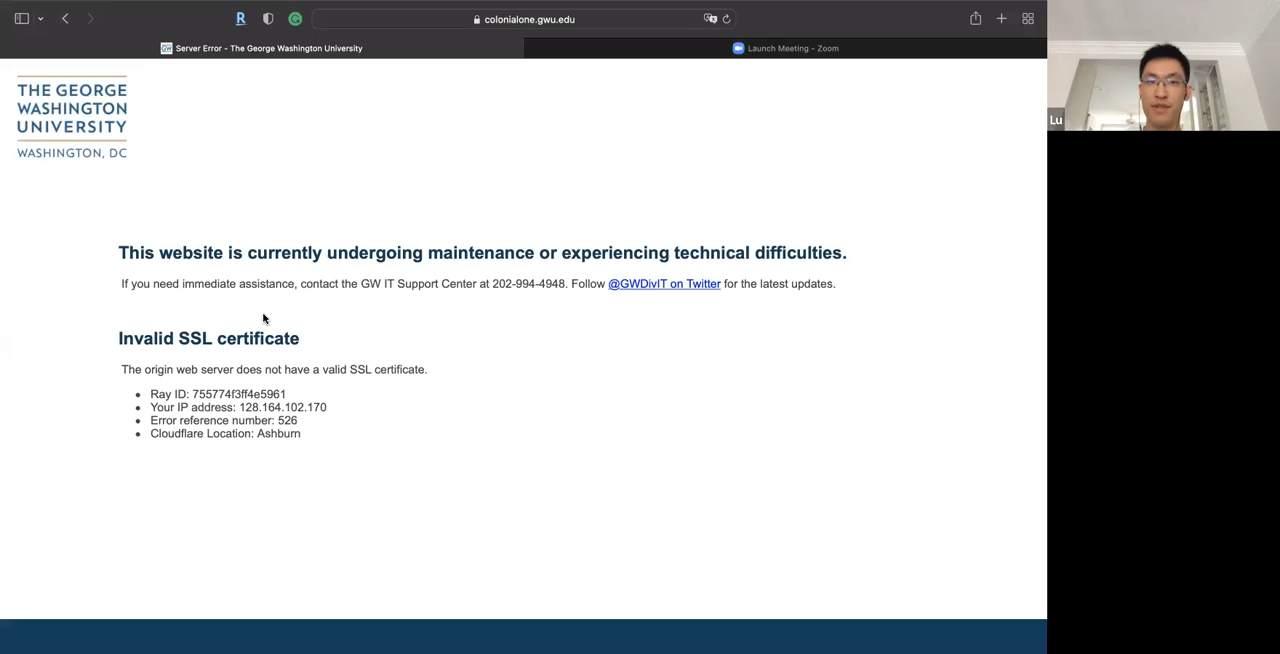 colonialone.gwu.edu
GW Server Error - The George Washington University
Launch Meeting - Zoom
THE GEORGE
WASHINGTON
UNIVERSITY
WASHINGTON, DC
Lu
This website is currently undergoing maintenance or experiencing technical difficulties.
If you need immediate assistance, contact the GW IT Support Center at 202-994-4948. Follow @GWDivIT on Twitter for the latest updates.
Invalid SSL certificate
The origin web server does not have a valid SSL certificate.
• Ray ID: 755774f3ff4e5961
• Your IP address: 128.164.102.170
• Error reference number: 526
• Cloudflare Location: Ashburn